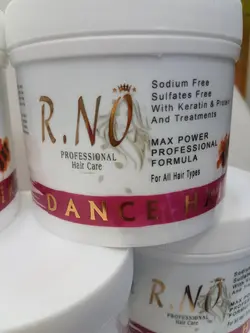 Sodium Free
Sulfates Free
With Keratin &
And Treatments
R.NO
PROFESSIONAL
Hair Care
MAX POWER
PROFESSIONAL
FORMULA
For All Hair Types
DANCE
R.NO
PROFESSIONAL
Hair Care